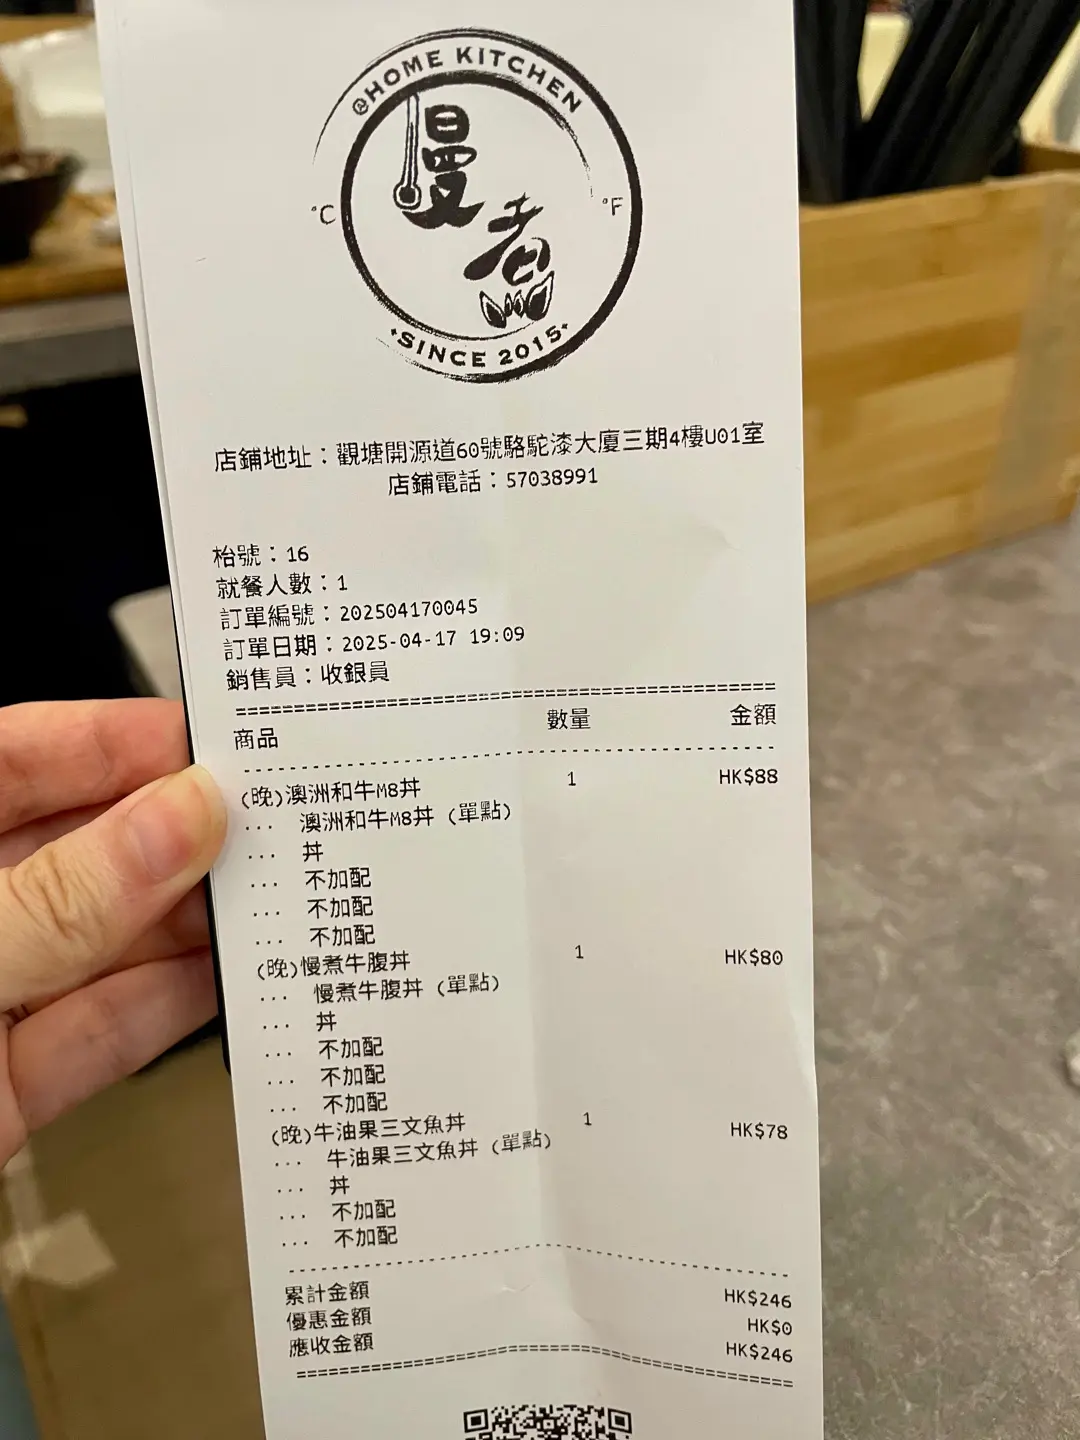 @HOME KITCHEN
慢煮
°C
°F
SINCE 2015
店鋪地址：觀塘開源道60號駱駝漆大廈三期4樓U01室
店鋪電話：57038991
枱號：16
就餐人數：1
訂單編號：202504170045
訂單日期：2025-04-17 19:09
銷售員：收銀員
商品 數量 金額
(晚)澳洲和牛M8丼 1 HK$88
... 澳洲和牛M8丼 (單點)
... 丼
... 不加配
... 不加配
... 不加配
(晚)慢煮牛腹丼 1 HK$80
... 慢煮牛腹丼 (單點)
... 丼
... 不加配
... 不加配
... 不加配
(晚)牛油果三文魚丼 1 HK$78
... 牛油果三文魚丼 (單點)
... 丼
... 不加配
... 不加配
累計金額 HK$246
優惠金額 HK$0
應收金額 HK$246